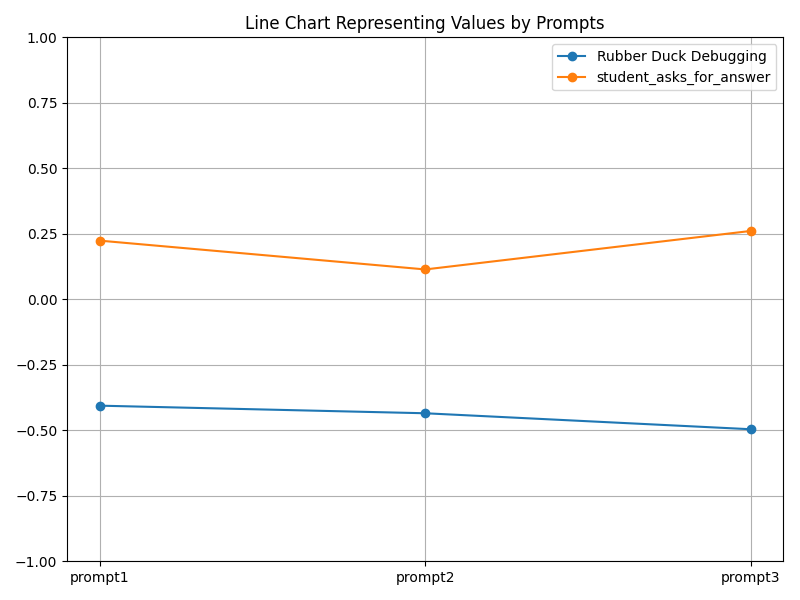 Line Chart Representing Values by Prompts
1.00
Rubber Duck Debugging
student_asks_for_answer
0.75
0.50
0.25
0.00
−0.25
−0.50
−0.75
−1.00
prompt1 prompt2 prompt3